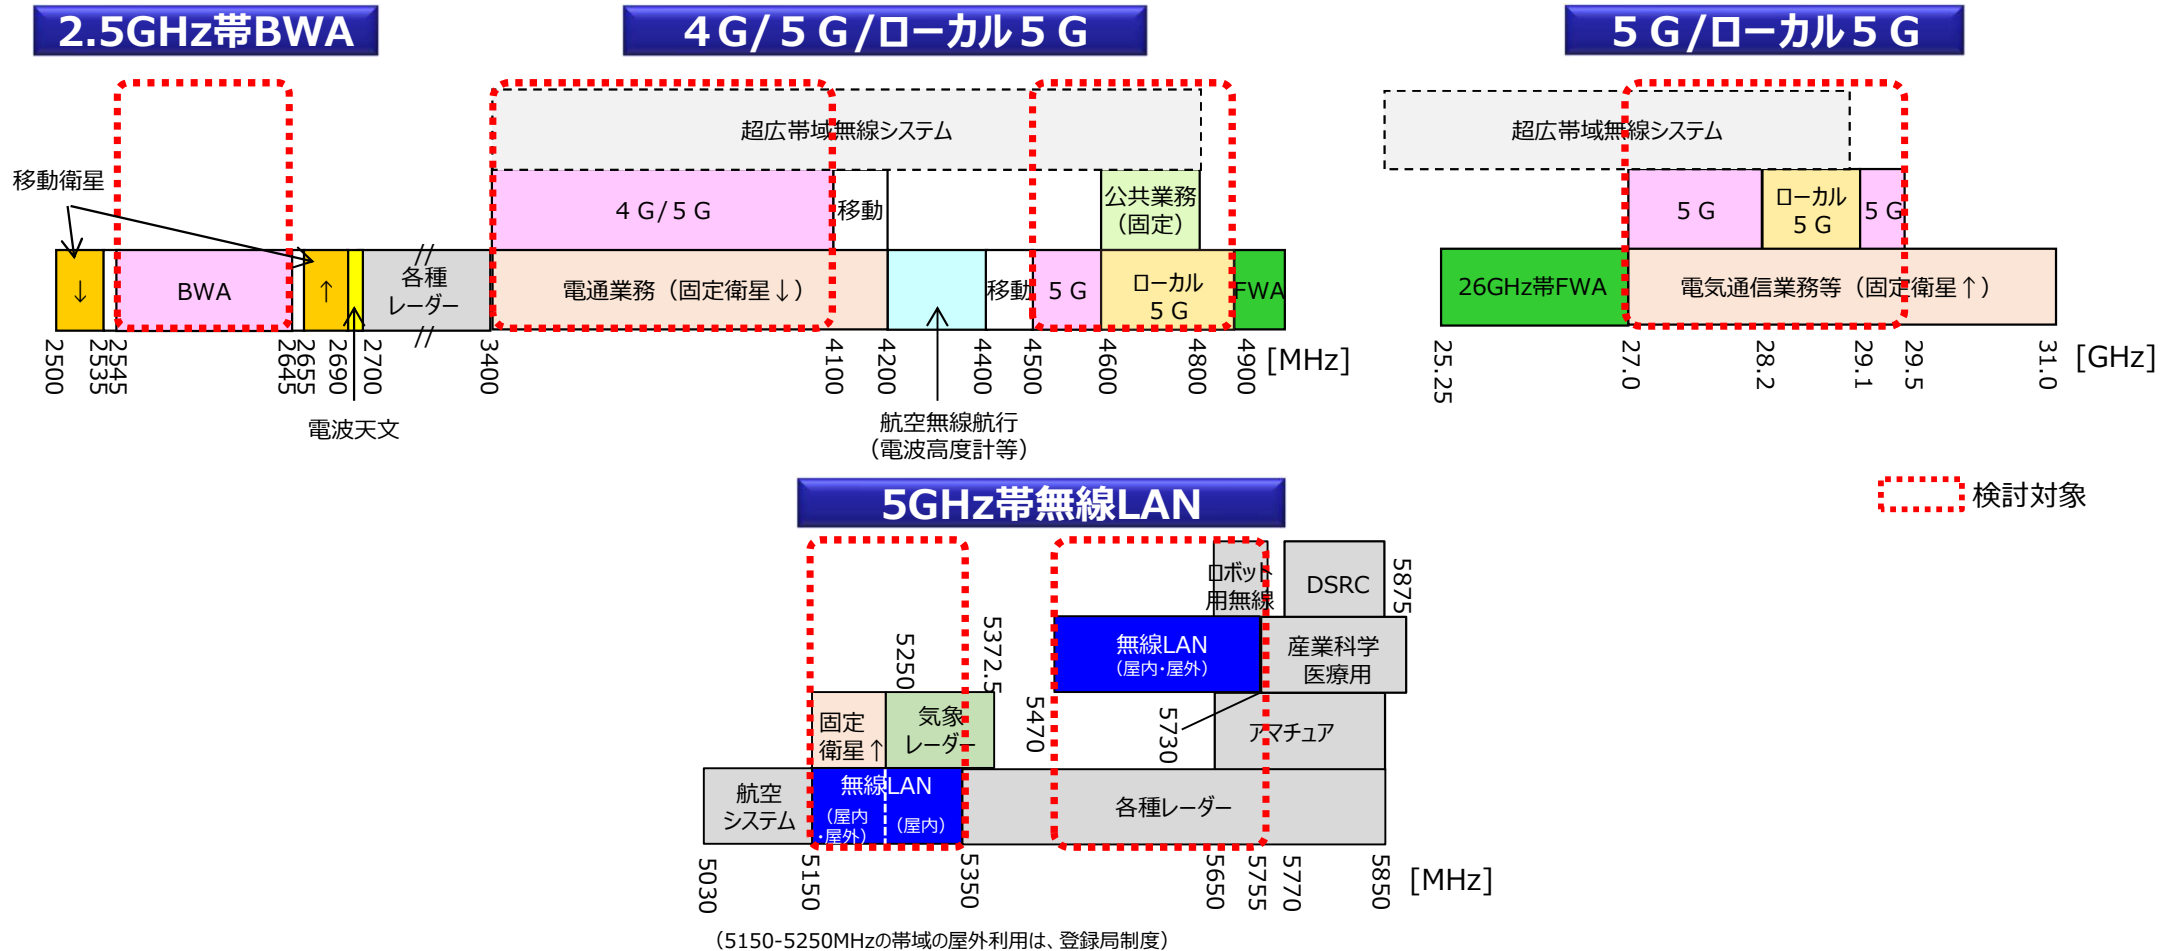 2.5GHz帯BWA
4G/5G/ローカル5G
5G/ローカル5G
超広帯域無線システム
超広帯域無線システム
移動衛星
4G/5G
移動
公共業務
(固定)
5G
ローカル
5G
5G
↓
BWA
↑
各種
レーダー
電通業務(固定衛星↓)
移動
5G
ローカル
5G
FWA
26GHz帯FWA
電気通信業務等(固定衛星↑)
2500
2535
2545
2645
2655
2690
2700
3400
4100
4200
4400
4500
4600
4800
4900
[MHz]
25.25
27.0
28.2
29.1
29.5
31.0
[GHz]
電波天文
航空無線航行
(電波高度計等)
5GHz帯無線LAN
検討対象
ロボット
用無線
DSRC
5875
無線LAN
(屋内・屋外)
産業科学
医療用
5250
5372.5
固定
衛星↑
気象
レーダー
5470
5730
アマチュア
航空
システム
無線LAN
(屋内
・屋外)
(屋内)
各種レーダー
5030
5150
5350
5650
5755
5770
5850
[MHz]
(5150-5250MHzの帯域の屋外利用は、登録局制度)